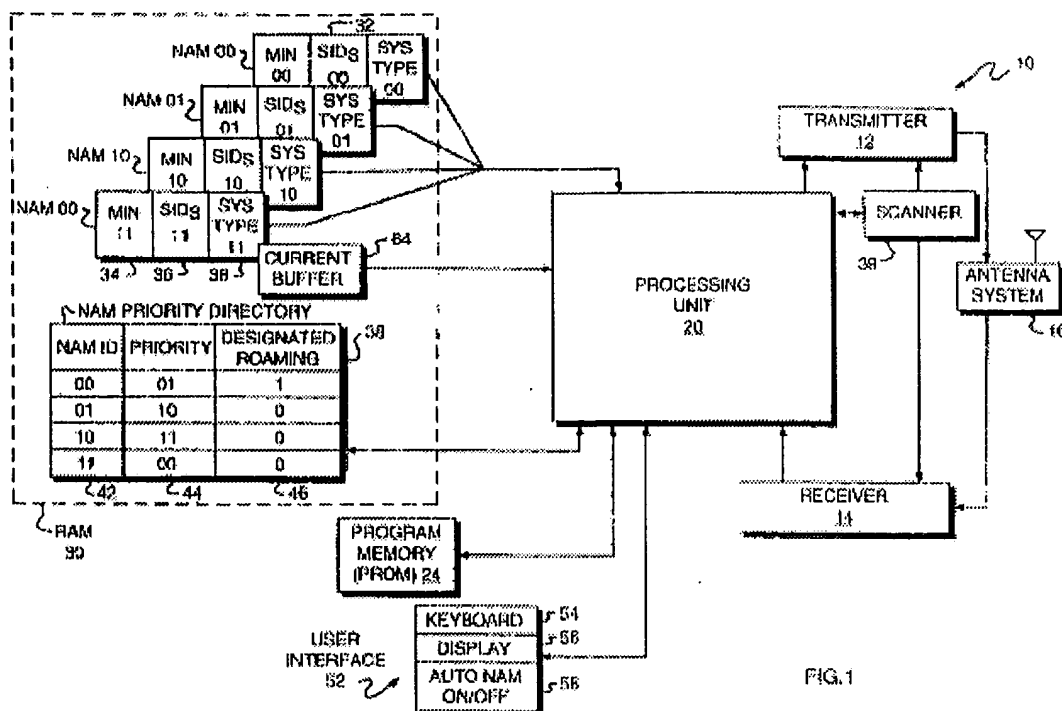 32
NAM 00
MIN 00
SIDS 00
SYS TYPE 00
NAM 01
MIN 01
SIDS 01
SYS TYPE 01
NAM 10
MIN 10
SIDS 10
SYS TYPE 10
NAM 00
MIN 11
SIDS 11
SYS TYPE 11
34 36
CURRENT BUFFER
64
10
TRANSMITTER
12
SCANNER
39
ANTENNA SYSTEM
16
PROCESSING UNIT
20
NAM PRIORITY DIRECTORY
38
NAM ID PRIORITY DESIGNATED ROAMING
00 01 1
01 10 0
10 11 0
11 00 0
42 44 46
RAM
30
RECEIVER
PROGRAM MEMORY (PROM) 24
USER INTERFACE
52
KEYBOARD
54
DISPLAY
56
AUTO NAM ON/OFF
58
FIG.1